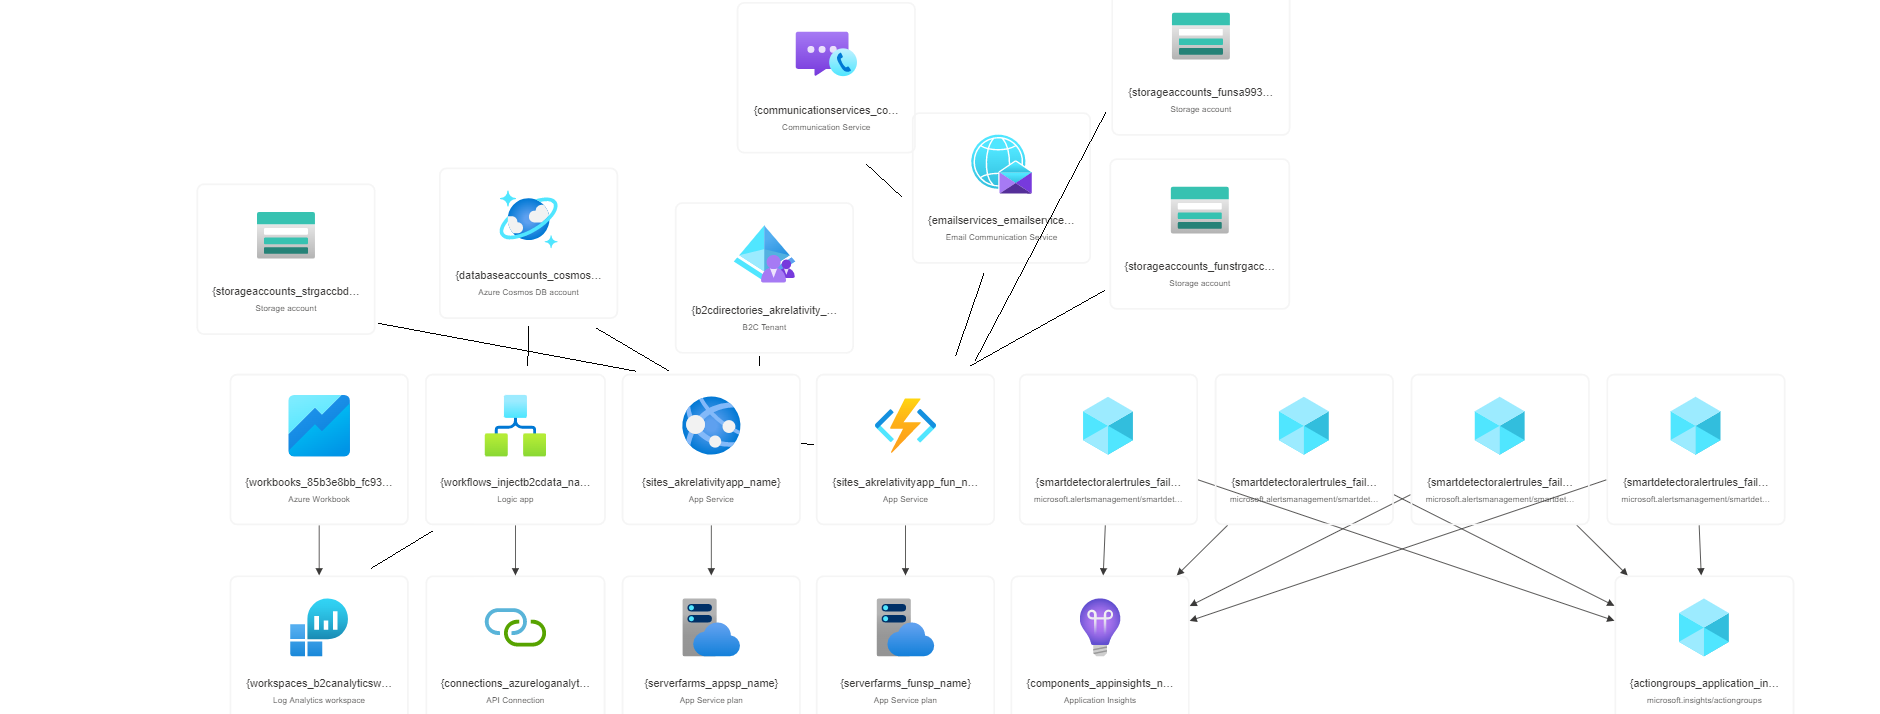 {storageaccounts_funsa993...
Storage account
{communicationservices_co...
Communication Service
{emailservices_emailservice...
Email Communication Service
{storageaccounts_funstrgacc...
Storage account
{databaseaccounts_cosmos...
Azure Cosmos DB account
{storageaccounts_strgaccbd...
Storage account
{b2cdirectories_akrelativity_...
B2C Tenant
{workbooks_85b3e8bb_fc93...
Azure Workbook
{workflows_injectb2cdata_na...
Logic app
{sites_akrelativityapp_name}
App Service
{sites_akrelativityapp_fun_n...
App Service
{smartdetectoralertrules_fail...
microsoft.alertsmanagement/smartdet...
{smartdetectoralertrules_fail...
microsoft.alertsmanagement/smartdet...
{smartdetectoralertrules_fail...
microsoft.alertsmanagement/smartdet...
{smartdetectoralertrules_fail...
microsoft.alertsmanagement/smartdet...
{workspaces_b2canalyticsw...
Log Analytics workspace
{connections_azureloganalyt...
API Connection
{serverfarms_appsp_name}
App Service plan
{serverfarms_funsp_name}
App Service plan
{components_appinsights_n...
Application Insights
{actiongroups_application_in...
microsoft.insights/actiongroups